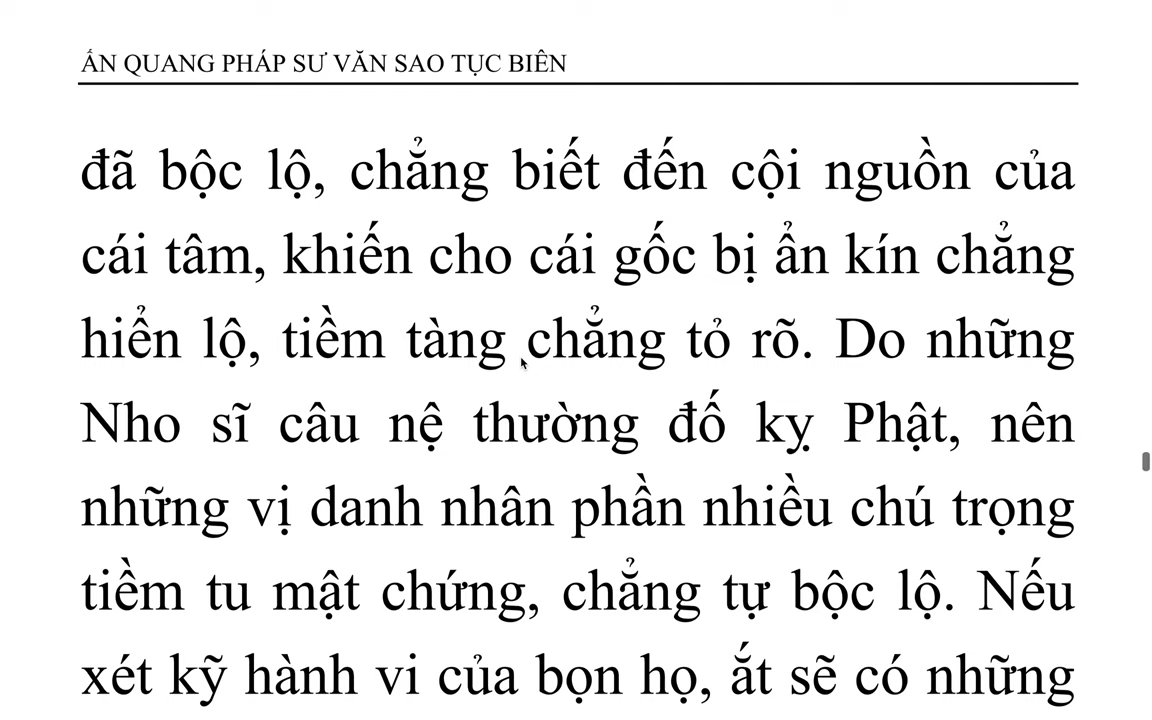 ẤN QUANG PHÁP SƯ VĂN SAO TỤC BIÊN
đã bộc lộ, chẳng biết đến cội nguồn của
cái tâm, khiến cho cái gốc bị ẩn kín chẳng
hiển lộ, tiềm tàng chẳng tỏ rõ. Do những
Nho sĩ câu nệ thường đố kỵ Phật, nên
những vị danh nhân phần nhiều chú trọng
tiềm tu mật chứng, chẳng tự bộc lộ. Nếu
xét kỹ hành vi của bọn họ, ắt sẽ có những